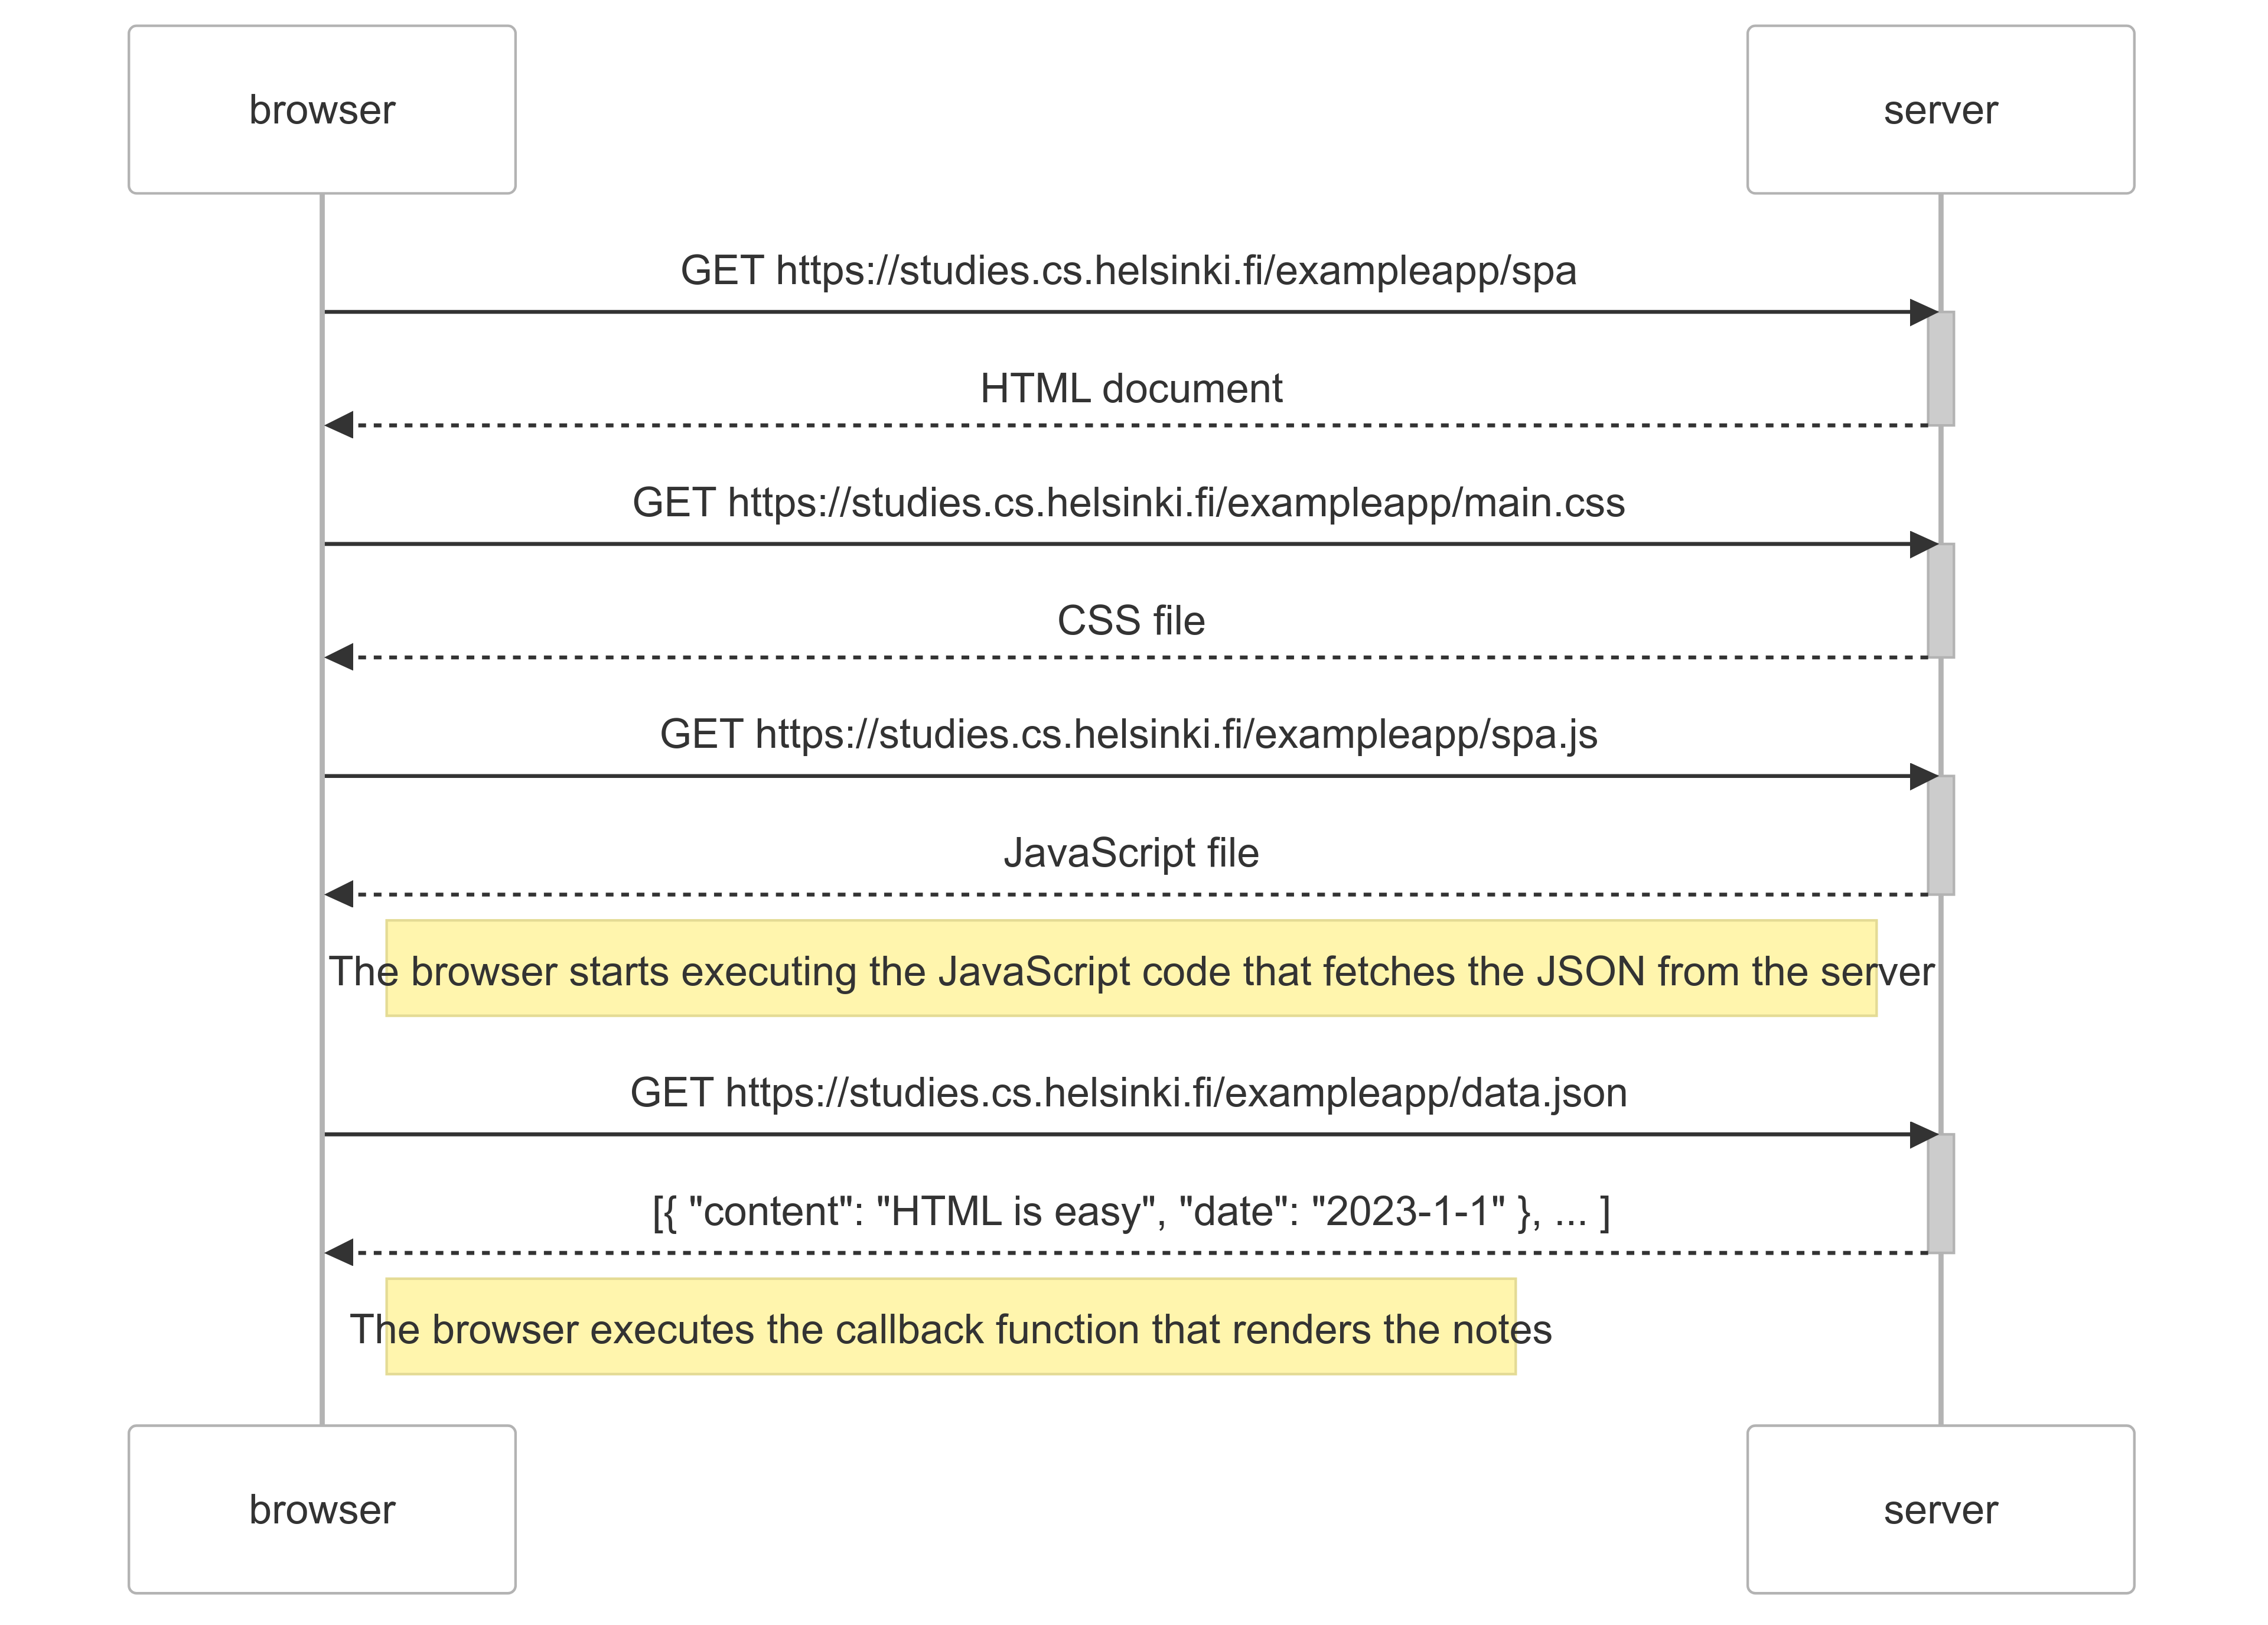 browser
server
GET https://studies.cs.helsinki.fi/exampleapp/spa
HTML document
GET https://studies.cs.helsinki.fi/exampleapp/main.css
CSS file
GET https://studies.cs.helsinki.fi/exampleapp/spa.js
JavaScript file
The browser starts executing the JavaScript code that fetches the JSON from the server
GET https://studies.cs.helsinki.fi/exampleapp/data.json
[{ "content": "HTML is easy", "date": "2023-1-1" }, ... ]
The browser executes the callback function that renders the notes
browser
server